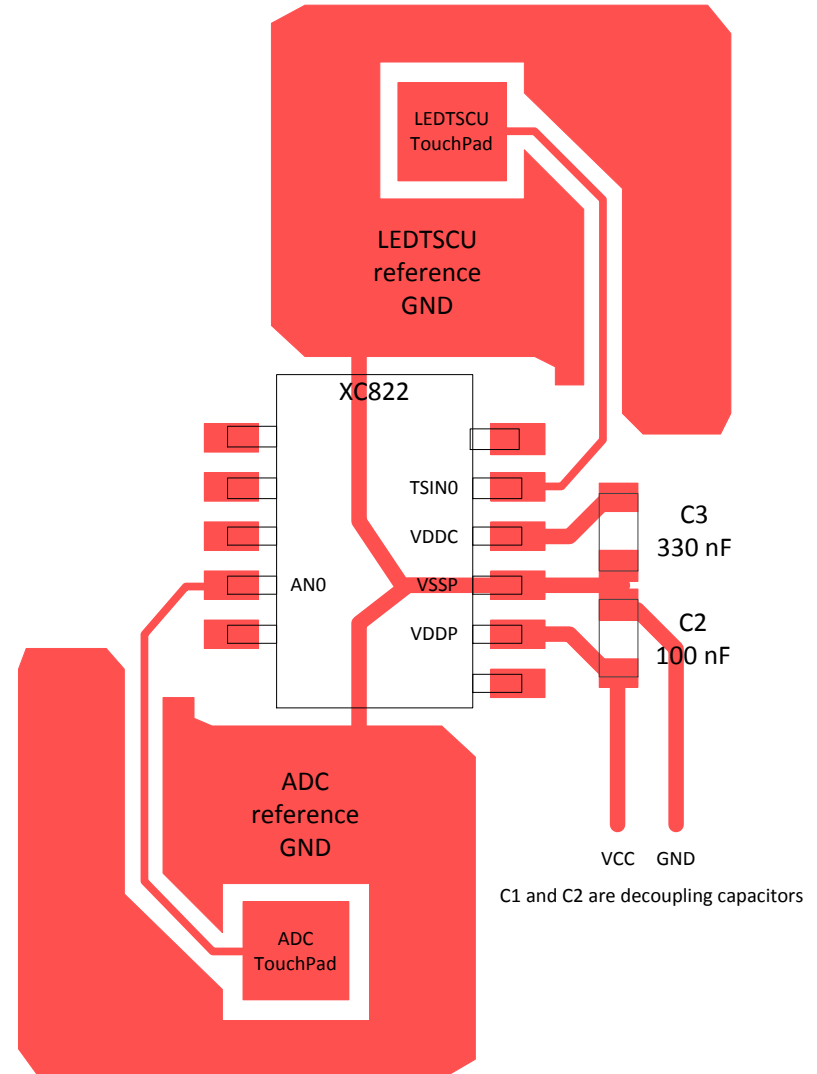 LEDTSCU
TouchPad
LEDTSCU
reference
GND
XC822
TSIN0
VDDC
C3
330 nF
AN0
VSSP
VDDP
C2
100 nF
ADC
reference
GND
VCC GND
C1 and C2 are decoupling capacitors
ADC
TouchPad